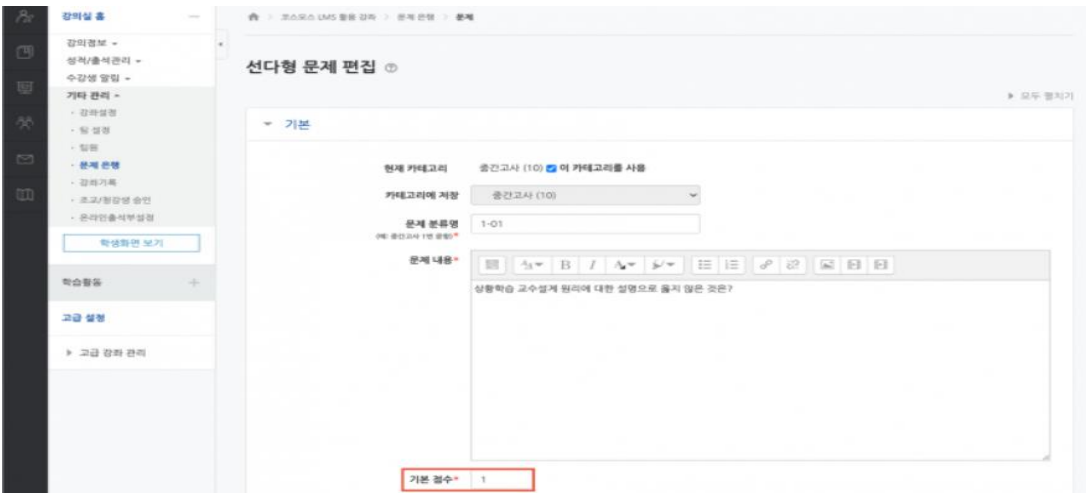 강의실 홈
강의정보
성적/출석관리
수강생 알림
기타 관리
· 강좌설정
· 팀 설정
· 팀원
· 문제 은행
· 강좌기록
· 조교/청강생 승인
· 온라인출석부설정
학생화면 보기
학습활동
고급 설정
고급 강좌 관리
코스모스 LMS 활용 강좌 > 문제 은행 > 문제
선다형 문제 편집
모두 펼치기
기본
현재 카테고리 중간고사 (10) 이 카테고리를 사용
카테고리에 저장 중간고사 (10)
문제 분류명 1-01
(예: 중간고사 1번 문항)*
문제 내용*
상황학습 교수설계 원리에 대한 설명으로 옳지 않은 것은?
기본 점수* 1